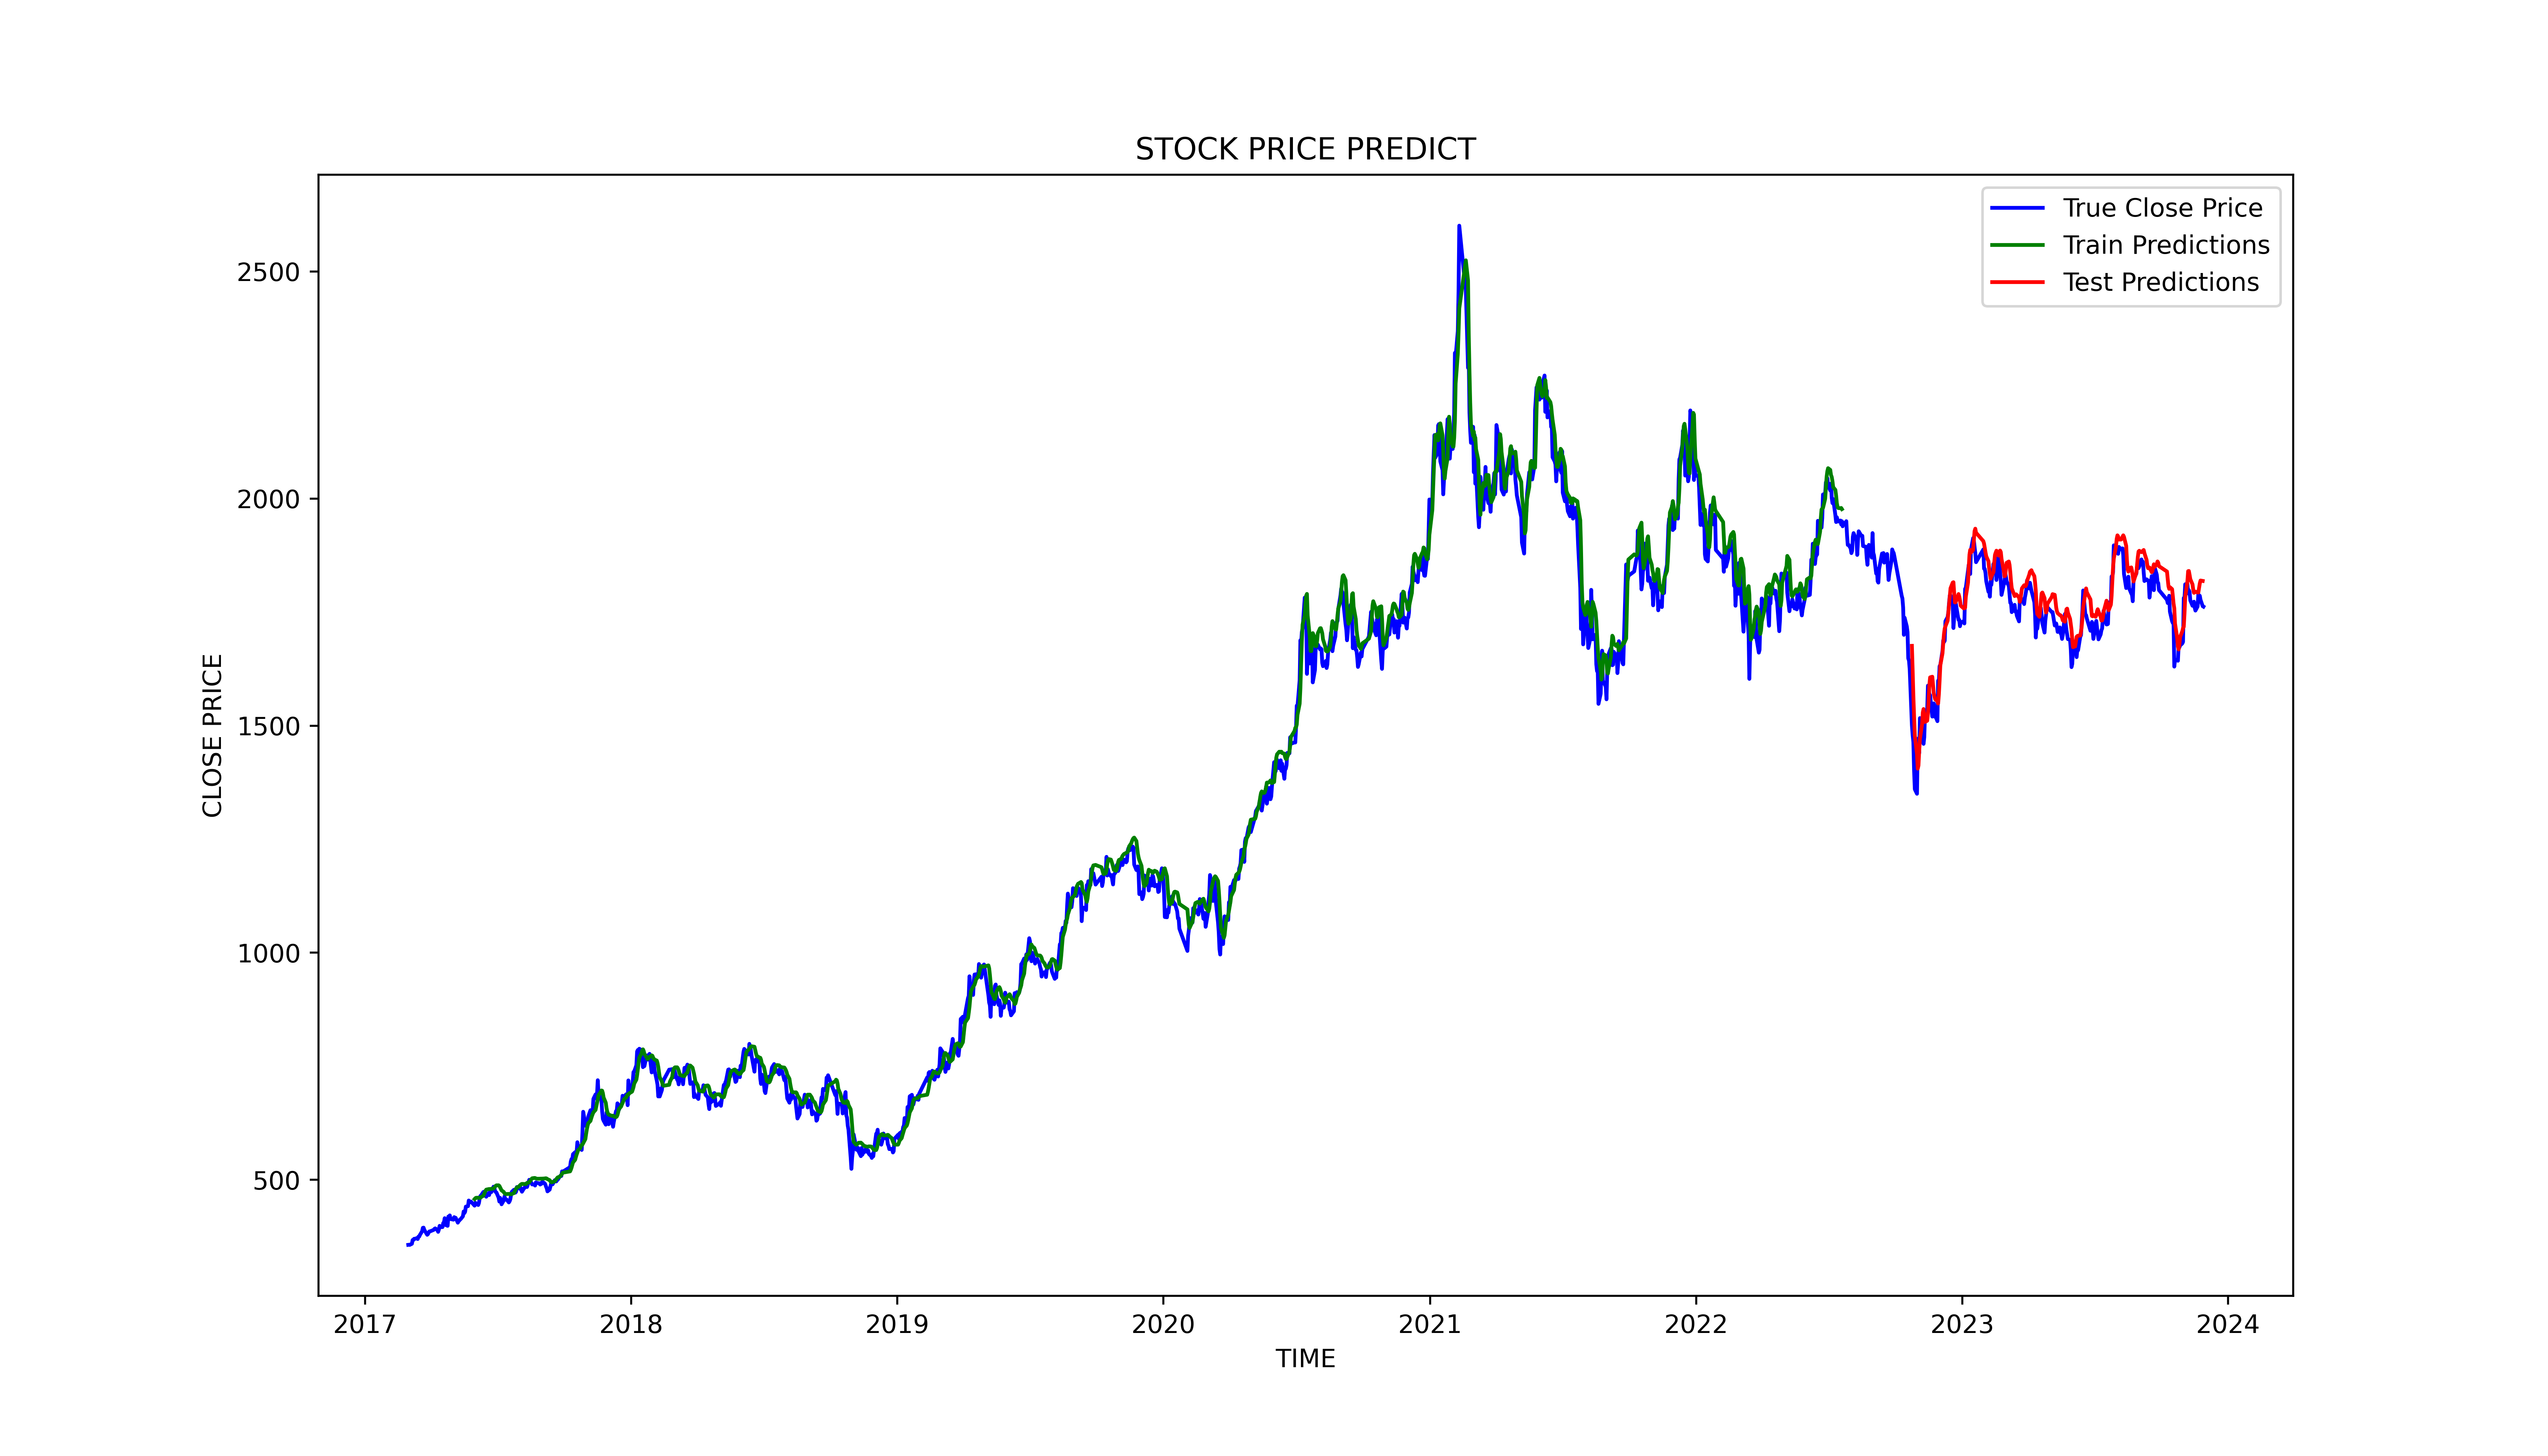 STOCK PRICE PREDICT
True Close Price
Train Predictions
Test Predictions
2500
2000
1500
1000
500
CLOSE PRICE
2017 2018 2019 2020 2021 2022 2023 2024
TIME